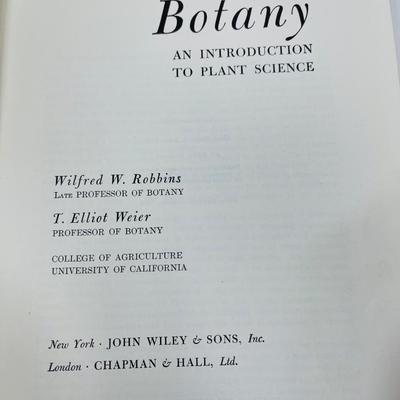 Botany
AN INTRODUCTION
TO PLANT SCIENCE
Wilfred W. Robbins
LATE PROFESSOR OF BOTANY
T. Elliot Weier
PROFESSOR OF BOTANY
COLLEGE OF AGRICULTURE
UNIVERSITY OF CALIFORNIA
New York · JOHN WILEY & SONS, Inc.
London · CHAPMAN & HALL, Ltd.